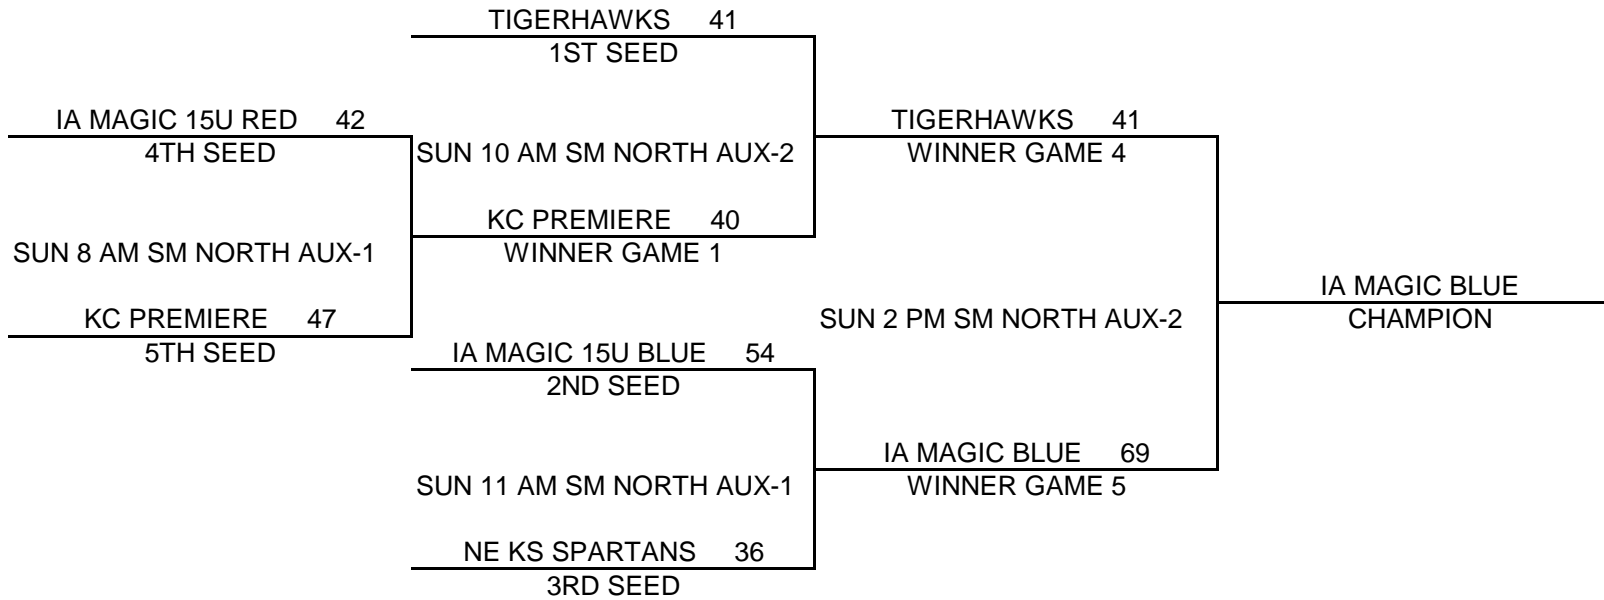 TIGERHAWKS 41
1ST SEED
IA MAGIC 15U RED 42
4TH SEED
TIGERHAWKS 41
WINNER GAME 4
SUN 10 AM SM NORTH AUX-2
KC PREMIERE 40
WINNER GAME 1
SUN 8 AM SM NORTH AUX-1
IA MAGIC BLUE
CHAMPION
KC PREMIERE 47
5TH SEED
SUN 2 PM SM NORTH AUX-2
IA MAGIC 15U BLUE 54
2ND SEED
IA MAGIC BLUE 69
WINNER GAME 5
SUN 11 AM SM NORTH AUX-1
NE KS SPARTANS 36
3RD SEED